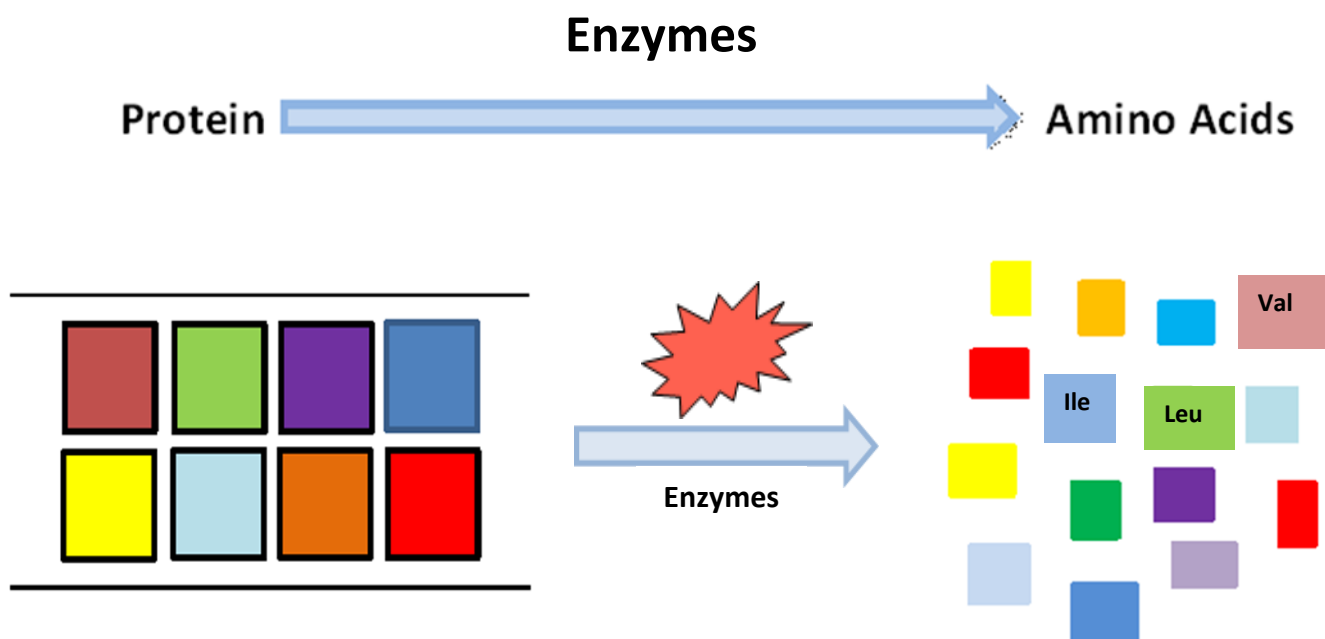 Enzymes
Protein
Amino Acids
Val
Ile
Leu
Enzymes